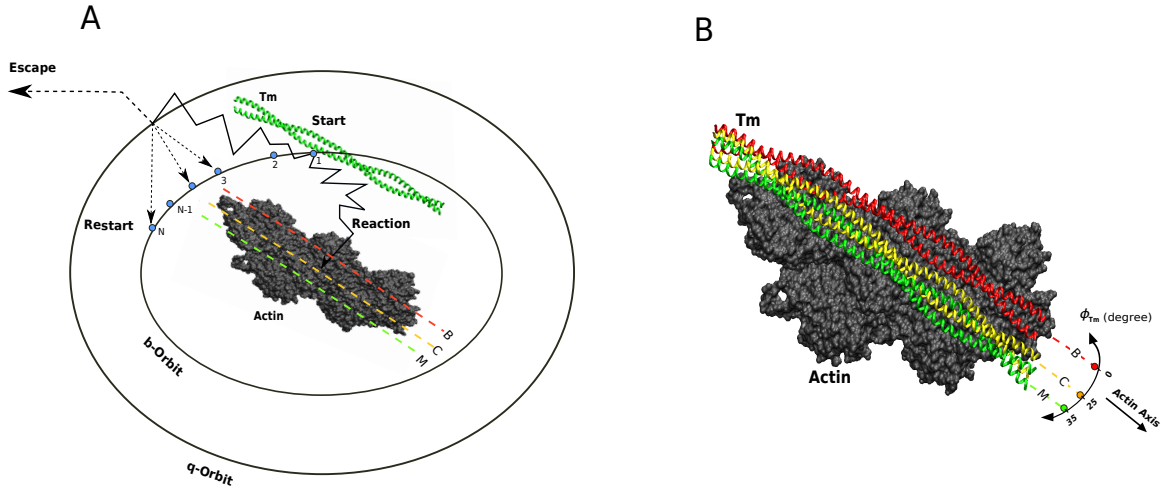 A
Escape
Tm
Start
1
2
3
N-1
N
Restart
Reaction
Actin
B
C
M
b-Orbit
q-Orbit
B
Tm
Actin
ϕTm (degree)
B
C
M
0
25
35
Actin Axis